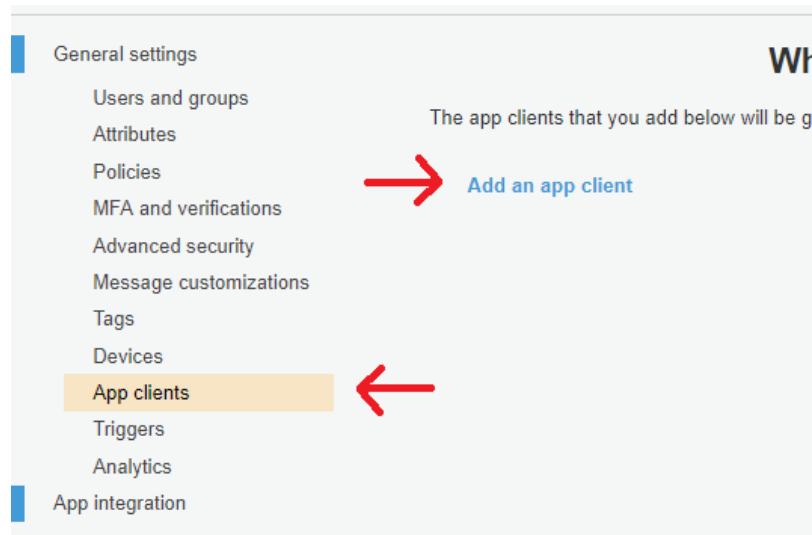 General settings
Users and groups
Attributes
Policies
MFA and verifications
Advanced security
Message customizations
Tags
Devices
App clients
Triggers
Analytics
App integration
Wh
The app clients that you add below will be g
Add an app client